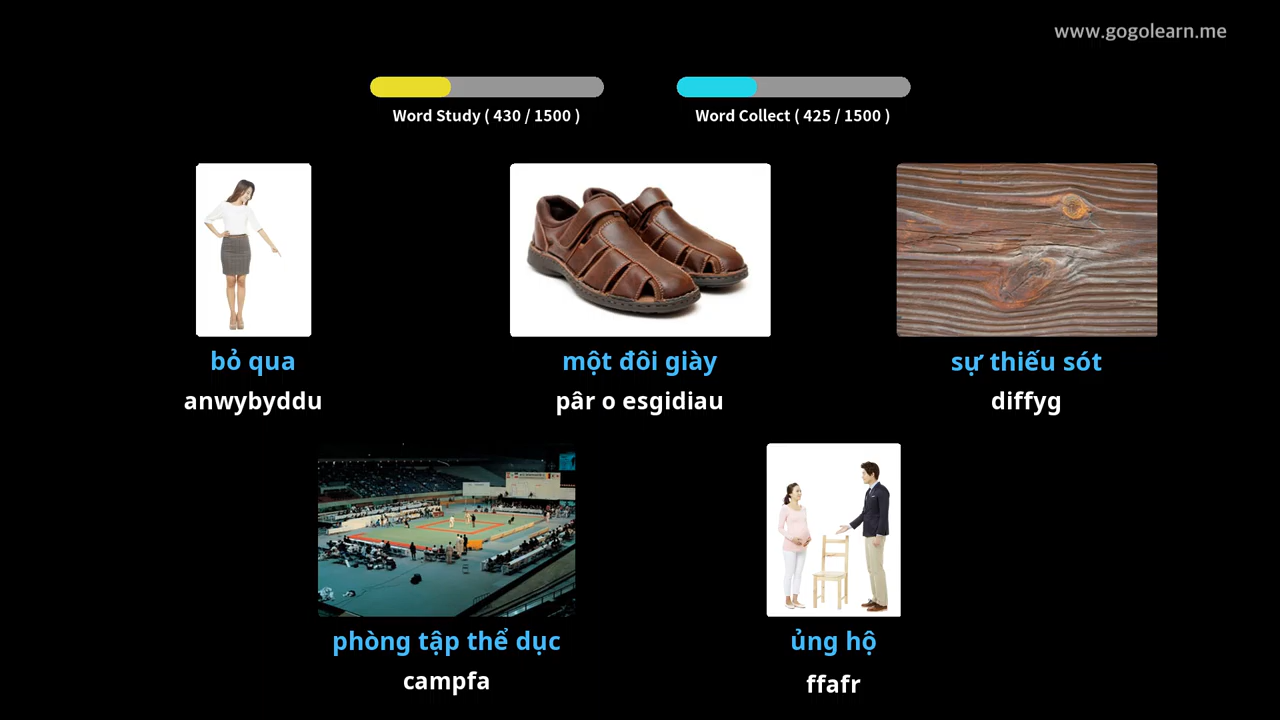 www.gogolearn.me
Word Study ( 430 / 1500 )
Word Collect ( 425 / 1500 )
bỏ qua
anwybyddu
một đôi giày
pâr o esgidiau
sự thiếu sót
diffyg
phòng tập thể dục
campfa
ủng hộ
ffafr